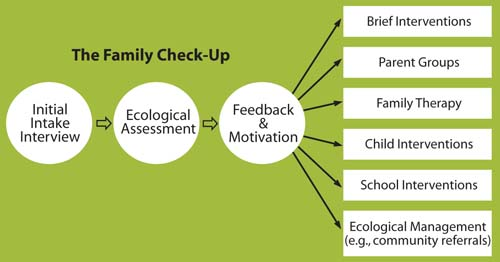 The Family Check-Up
Initial
Intake
Interview
Ecological
Assessment
Feedback
&
Motivation
Brief Interventions
Parent Groups
Family Therapy
Child Interventions
School Interventions
Ecological Management
(e.g., community referrals)